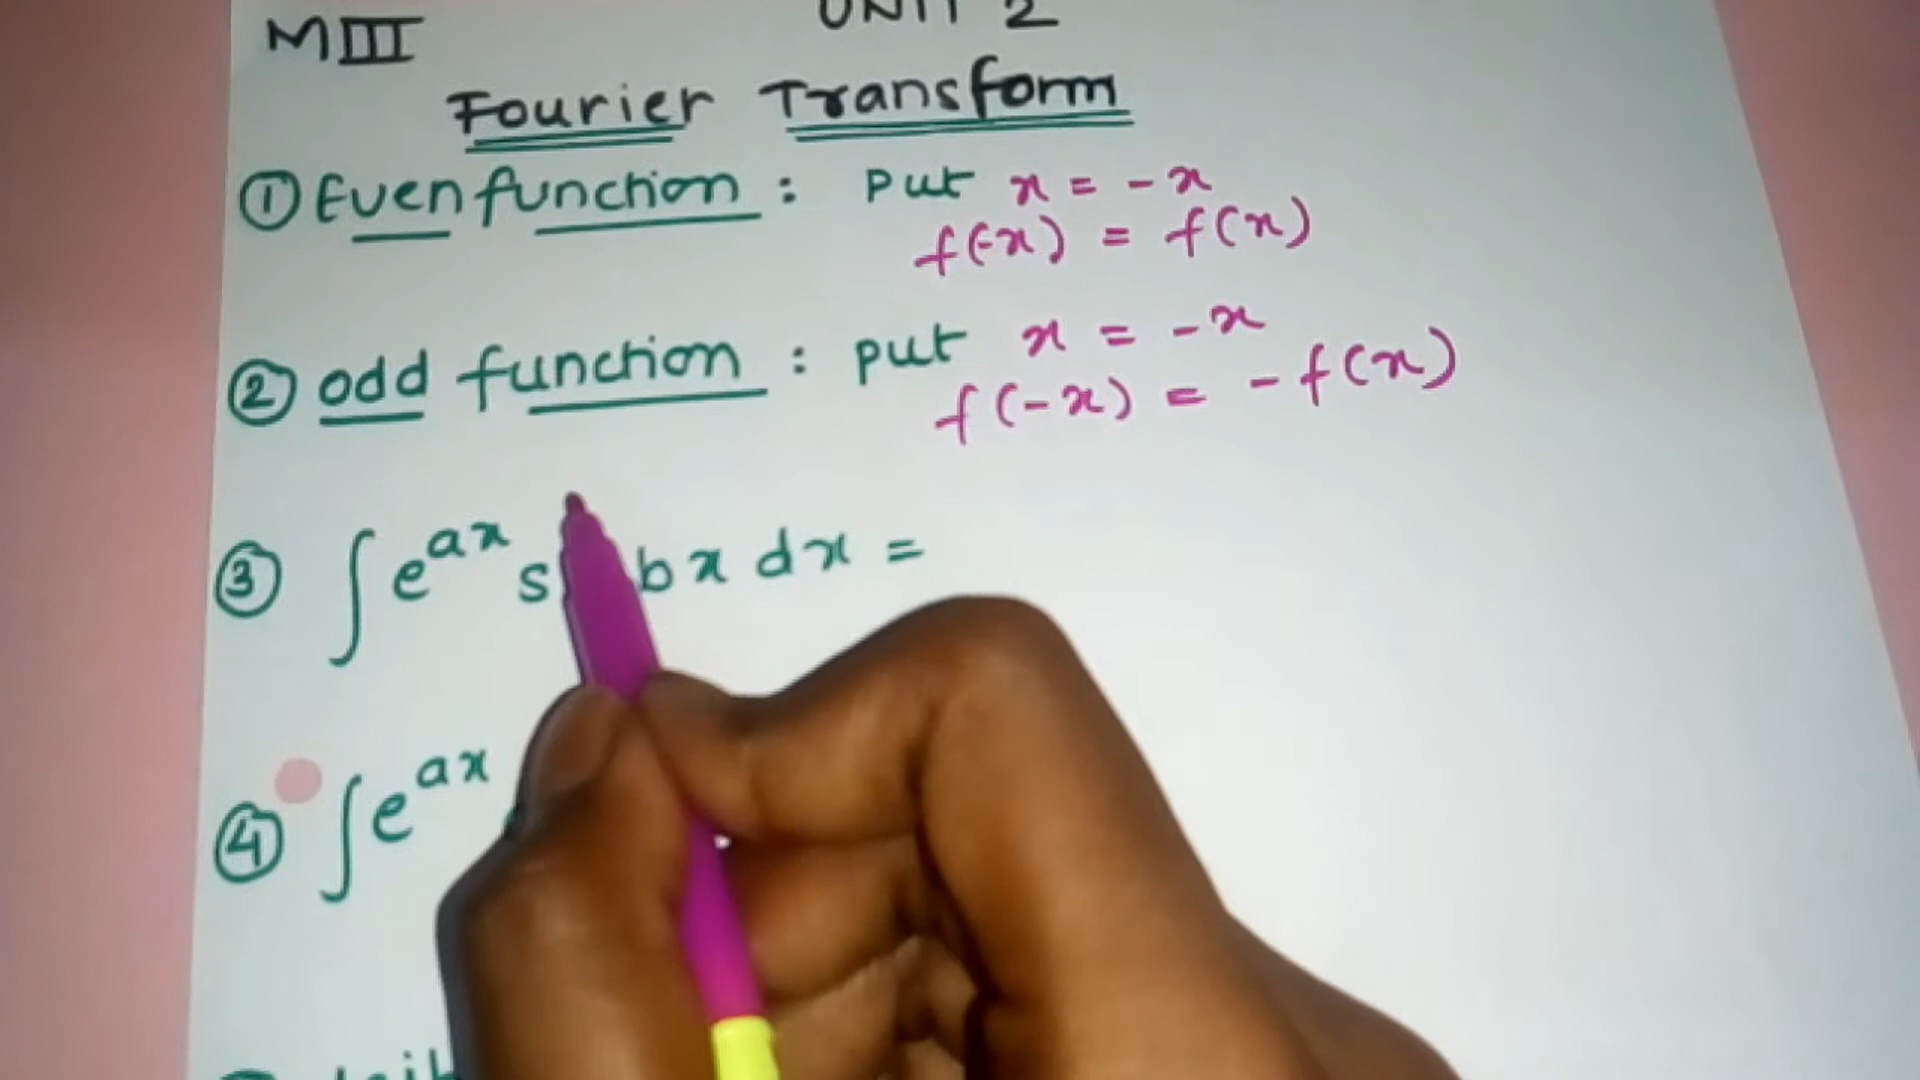 MIII UNIT 2
Fourier Transform
① Even function : put x = -x
f(-x) = f(x)
② odd function : put x = -x
f(-x) = -f(x)
③ ∫e^ax s bx dx =
④ ∫e^ax